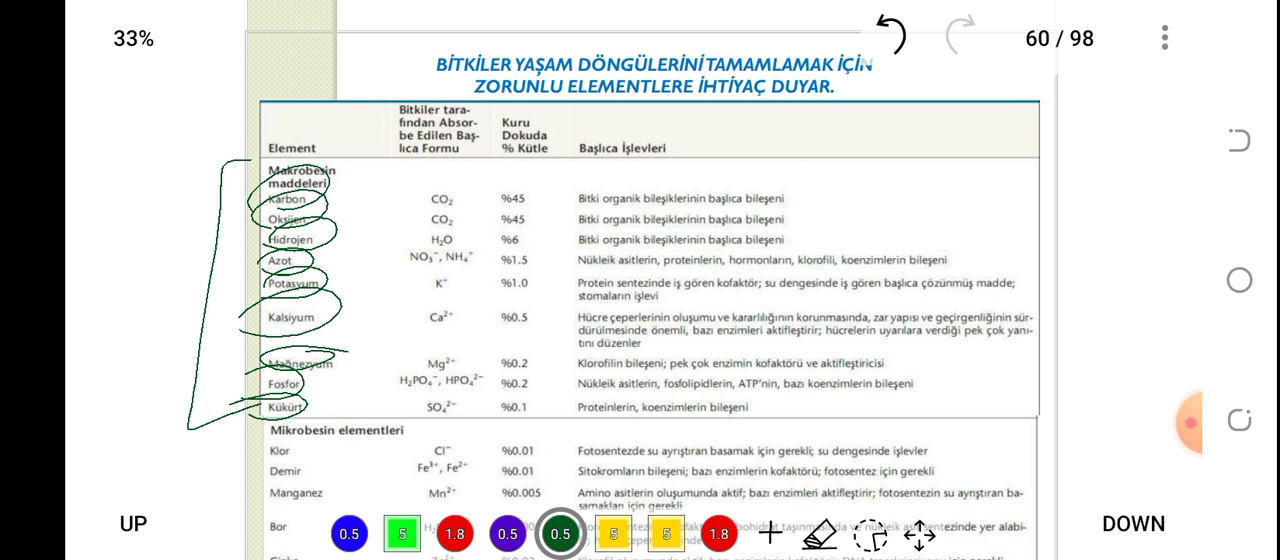 33%
60 / 98
BİTKİLER YAŞAM DÖNGÜLERİNİ TAMAMLAMAK İÇİN
ZORUNLU ELEMENTLERE İHTİYAÇ DUYAR.
Element
Bitkiler tara-
fından Absor-
be Edilen Baş-
lıca Formu
Kuru
Dokuda
% Kütle
Başlıca İşlevleri
Makrobesin
maddeleri
Karbon CO₂ %45 Bitki organik bileşiklerinin başlıca bileşeni
Oksijen CO₂ %45 Bitki organik bileşiklerinin başlıca bileşeni
Hidrojen H₂O %6 Bitki organik bileşiklerinin başlıca bileşeni
Azot NO₃⁻, NH₄⁺ %1.5 Nükleik asitlerin, proteinlerin, hormonların, klorofili, koenzimlerin bileşeni
Potasyum K⁺ %1.0 Protein sentezinde iş gören kofaktör; su dengesinde iş gören başlıca çözünmüş madde;
stomaların işlevi
Kalsiyum Ca²⁺ %0.5 Hücre çeperlerinin oluşumu ve kararlılığının korunmasında, zar yapısı ve geçirgenliğinin sür-
dürülmesinde önemli, bazı enzimleri aktifleştirir; hücrelerin uyarılara verdiği pek çok yanı-
tını düzenler
Mağnezyum Mg²⁺ %0.2 Klorofilin bileşeni; pek çok enzimin kofaktörü ve aktifleştiricisi
Fosfor H₂PO₄⁻, HPO₄²⁻ %0.2 Nükleik asitlerin, fosfolipidlerin, ATP'nin, bazı koenzimlerin bileşeni
Kükürt SO₄²⁻ %0.1 Proteinlerin, koenzimlerin bileşeni
Mikrobesin elementleri
Klor Cl⁻ %0.01 Fotosentezde su ayrıştıran basamak için gerekli; su dengesinde işlevler
Demir Fe³⁺, Fe²⁺ %0.01 Sitokromların bileşeni; bazı enzimlerin kofaktörü; fotosentez için gerekli
Manganez Mn²⁺ %0.005 Amino asitlerin oluşumunda aktif; bazı enzimleri aktifleştirir; fotosentezin su ayrıştıran ba-
samakları için gerekli
Bor
UP
0.5 5 1.8 0.5 0.5 5 5 1.8
DOWN